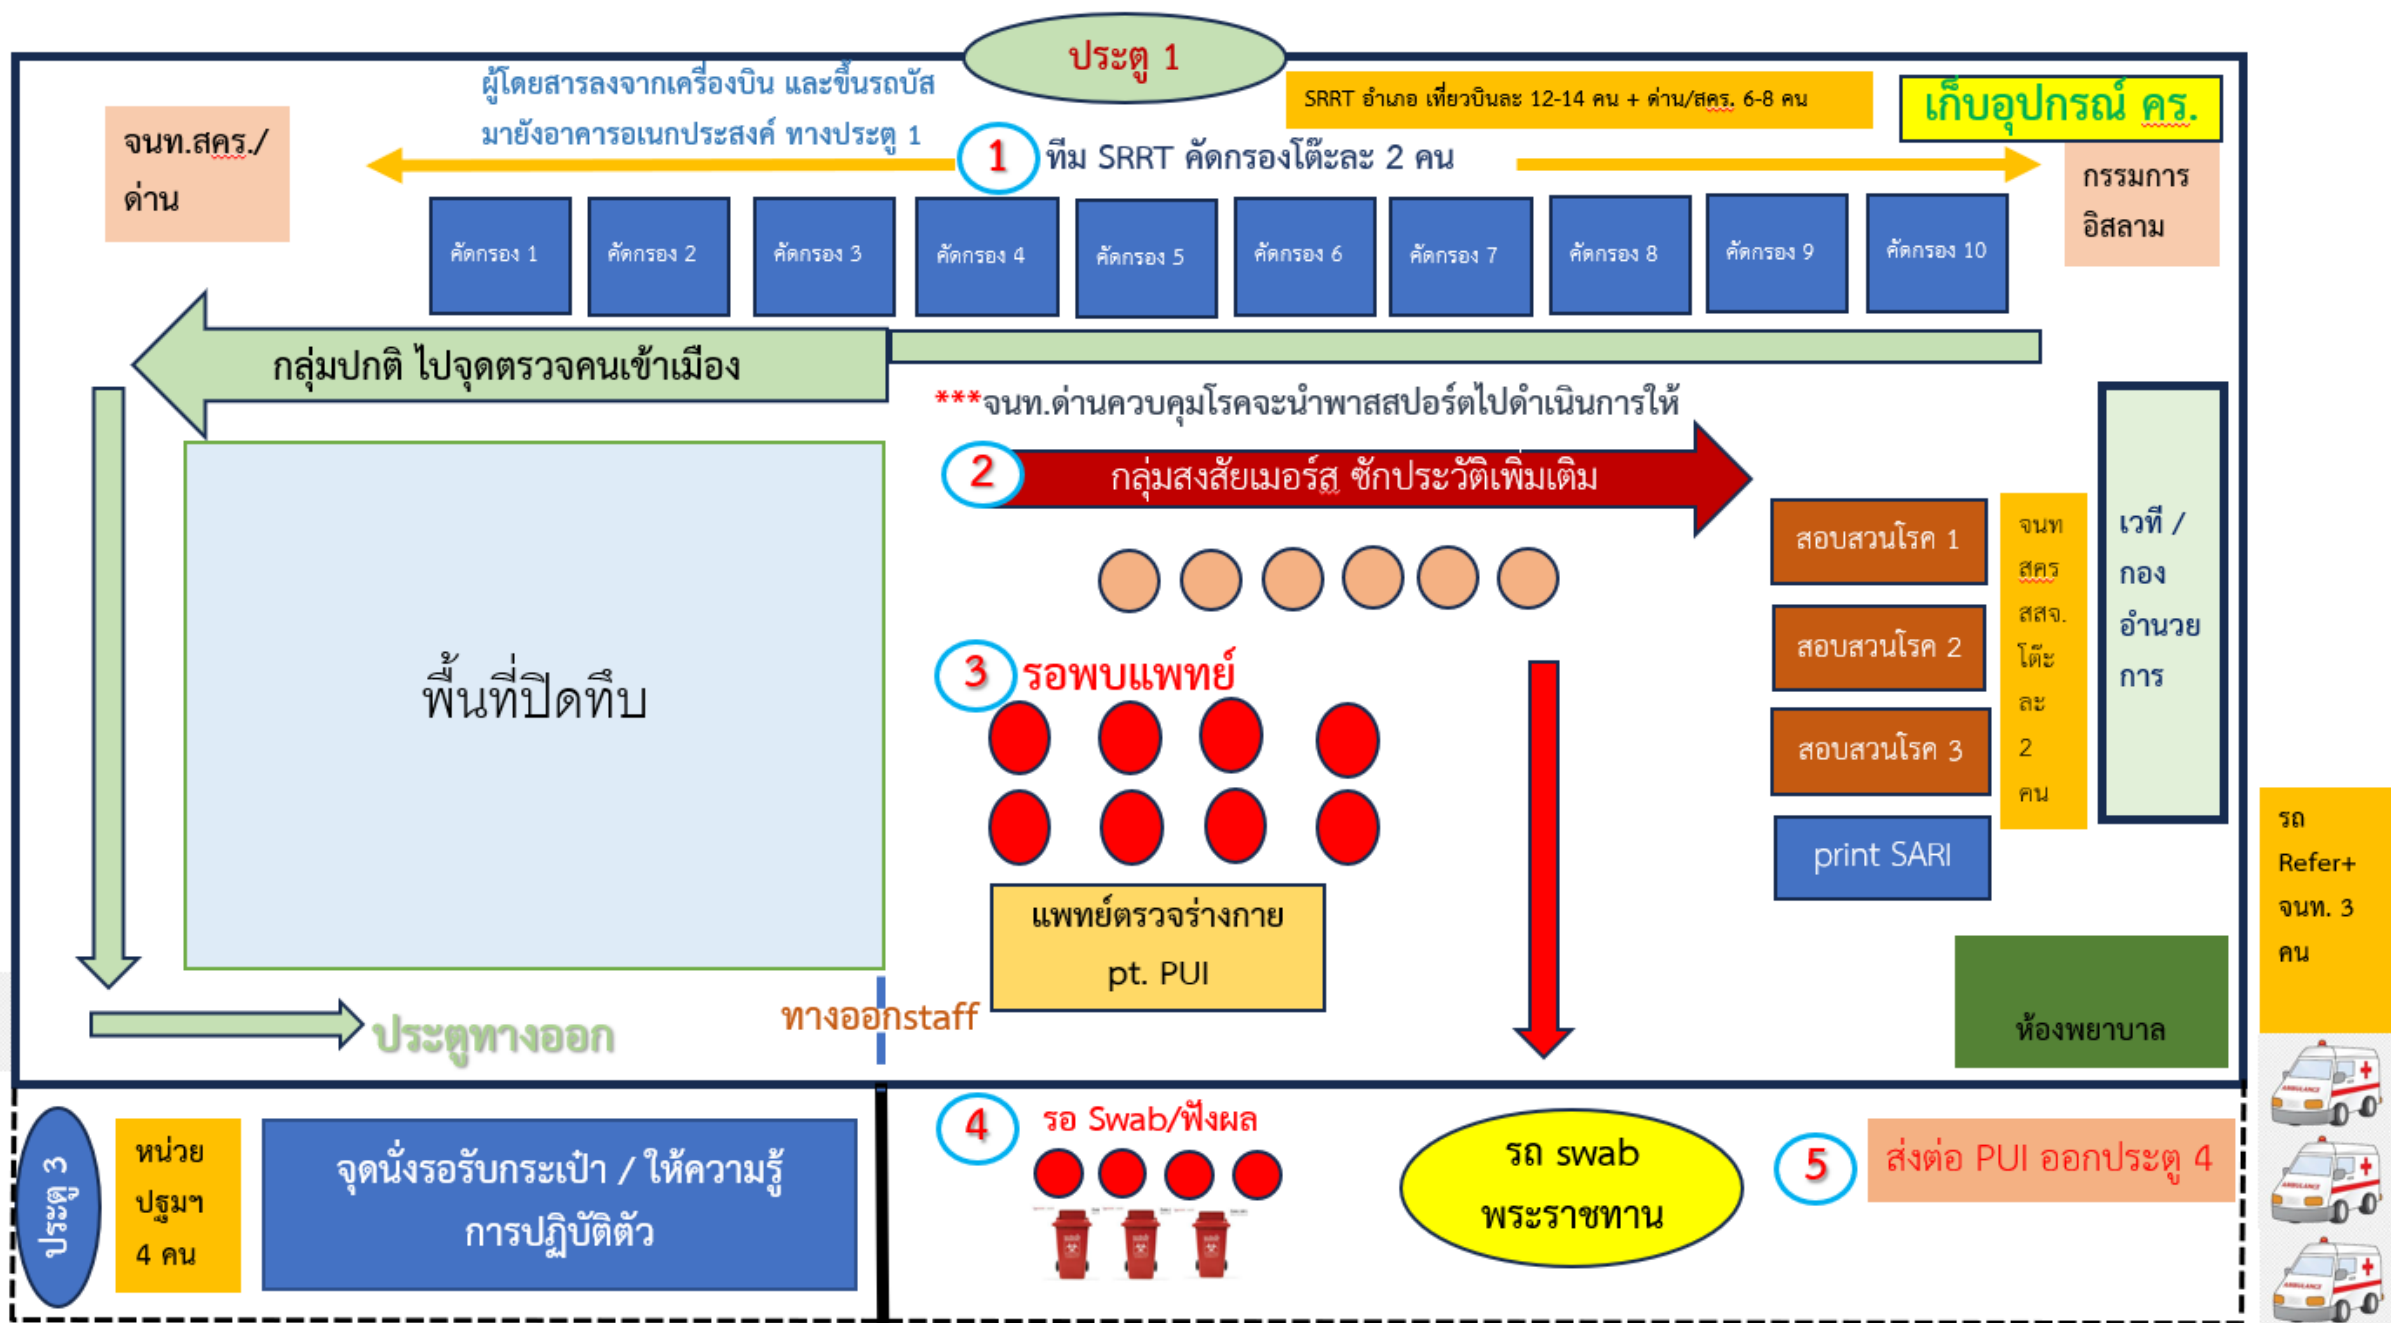 ประตู 1
ผู้โดยสารลงจากเครื่องบิน และขึ้นรถบัส
มายังอาคารอเนกประสงค์ ทางประตู 1
SRRT อำเภอ เที่ยวบินละ 12-14 คน + ด่าน/สคร. 6-8 คน
เก็บอุปกรณ์ คร.
จนท.สคร./
ด่าน
1
ทีม SRRT คัดกรองโต๊ะละ 2 คน
กรรมการ
อิสลาม
คัดกรอง 1
คัดกรอง 2
คัดกรอง 3
คัดกรอง 4
คัดกรอง 5
คัดกรอง 6
คัดกรอง 7
คัดกรอง 8
คัดกรอง 9
คัดกรอง 10
กลุ่มปกติ ไปจุดตรวจคนเข้าเมือง
***จนท.ด่านควบคุมโรคจะนำพาสสปอร์ตไปดำเนินการให้
2
กลุ่มสงสัยเมอร์ส ซักประวัติเพิ่มเติม
สอบสวนโรค 1
สอบสวนโรค 2
สอบสวนโรค 3
print SARI
จนท
สคร
สสจ.
โต๊ะ
ละ
2
คน
เวที /
กอง
อำนวย
การ
พื้นที่ปิดทึบ
3
รอพบแพทย์
แพทย์ตรวจร่างกาย
pt. PUI
รถ
Refer+
จนท. 3
คน
ห้องพยาบาล
ทางออกstaff
ประตูทางออก
ประตู 3
หน่วย
ปฐมฯ
4 คน
จุดนั่งรอรับกระเป๋า / ให้ความรู้
การปฏิบัติตัว
4
รอ Swab/ฟังผล
รถ swab
พระราชทาน
5
ส่งต่อ PUI ออกประตู 4
AMBULANCE
AMBULANCE
AMBULANCE